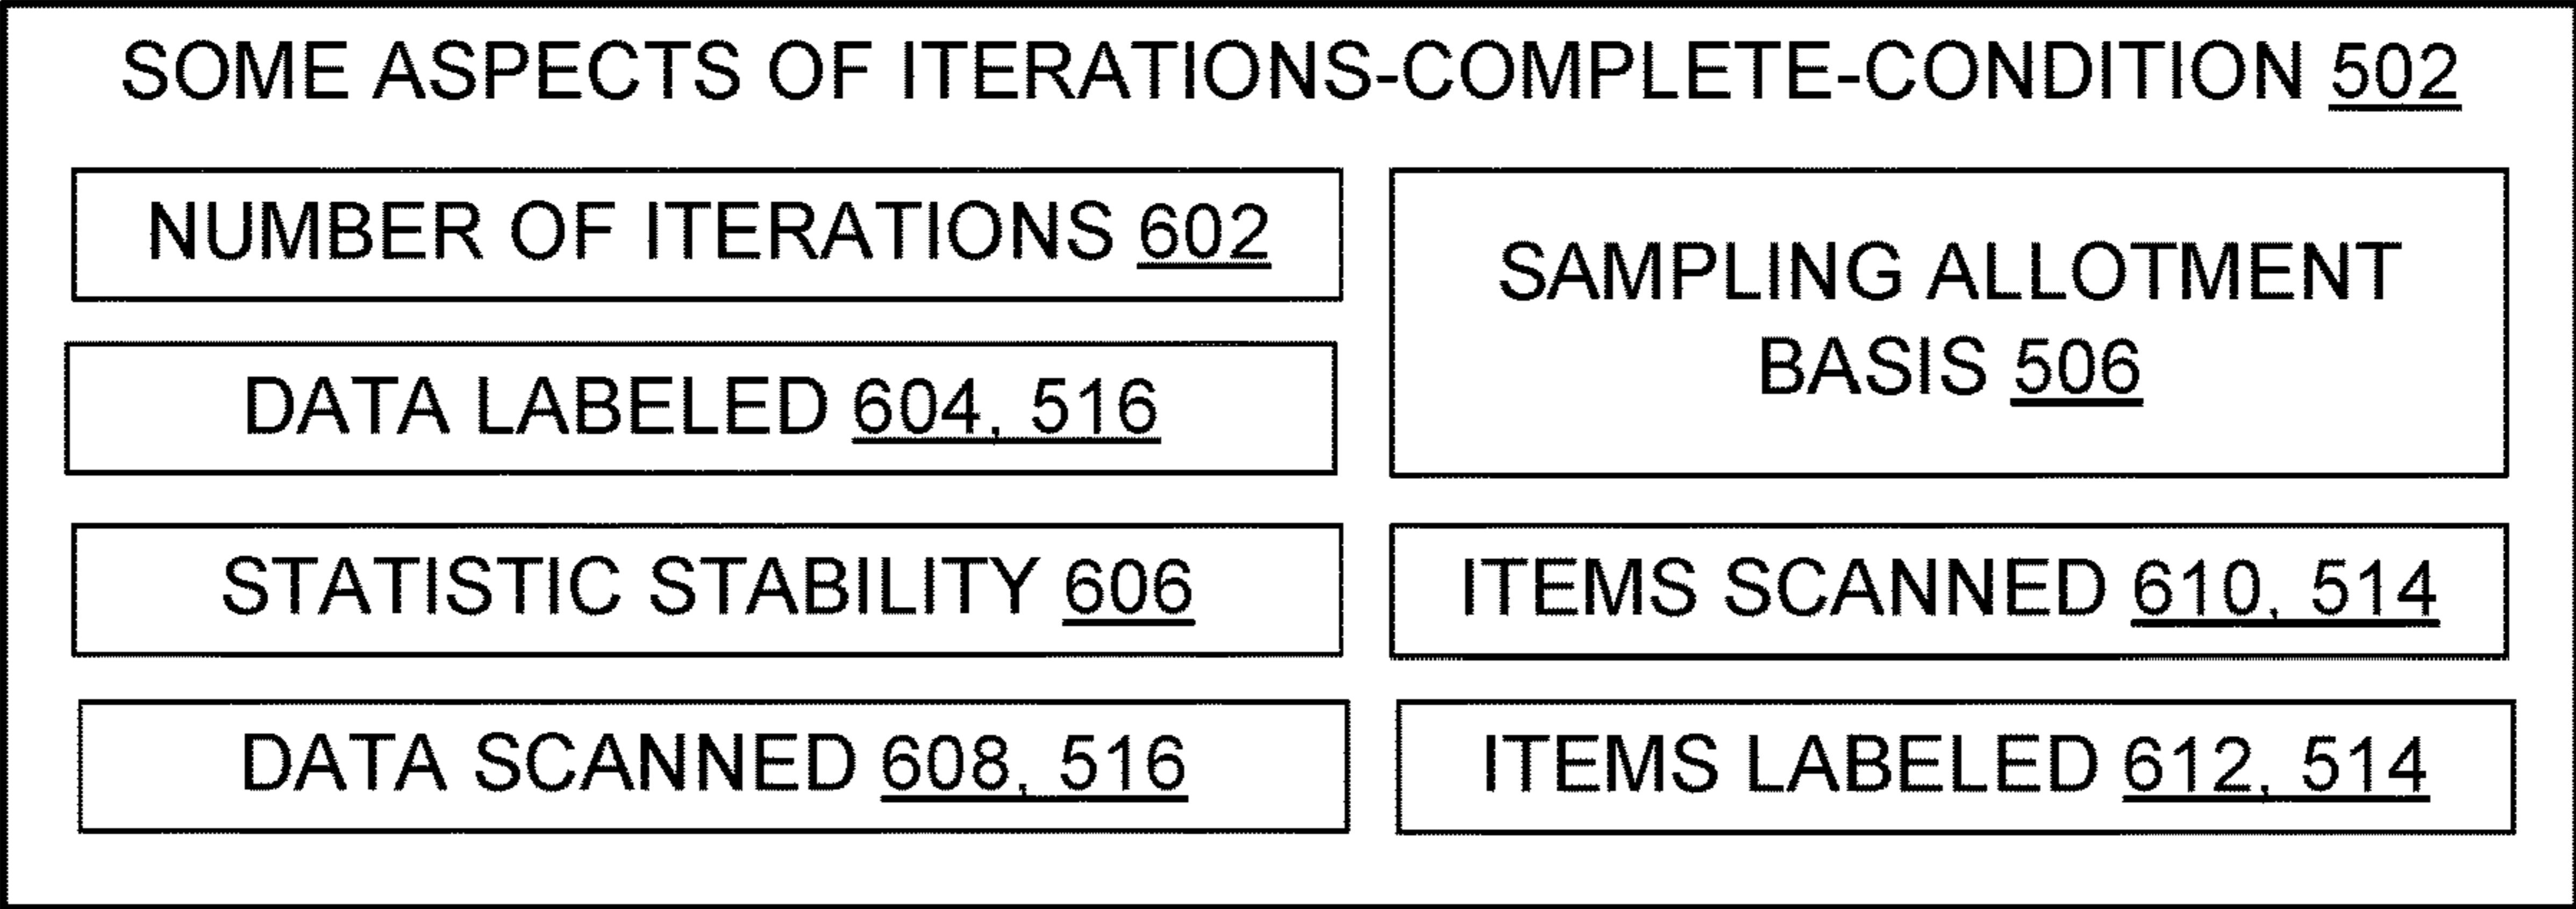 SOME ASPECTS OF ITERATIONS-COMPLETE-CONDITION 502
NUMBER OF ITERATIONS 602
DATA LABELED 604, 516
STATISTIC STABILITY 606
DATA SCANNED 608, 516
SAMPLING ALLOTMENT
BASIS 506
ITEMS SCANNED 610, 514
ITEMS LABELED 612, 514